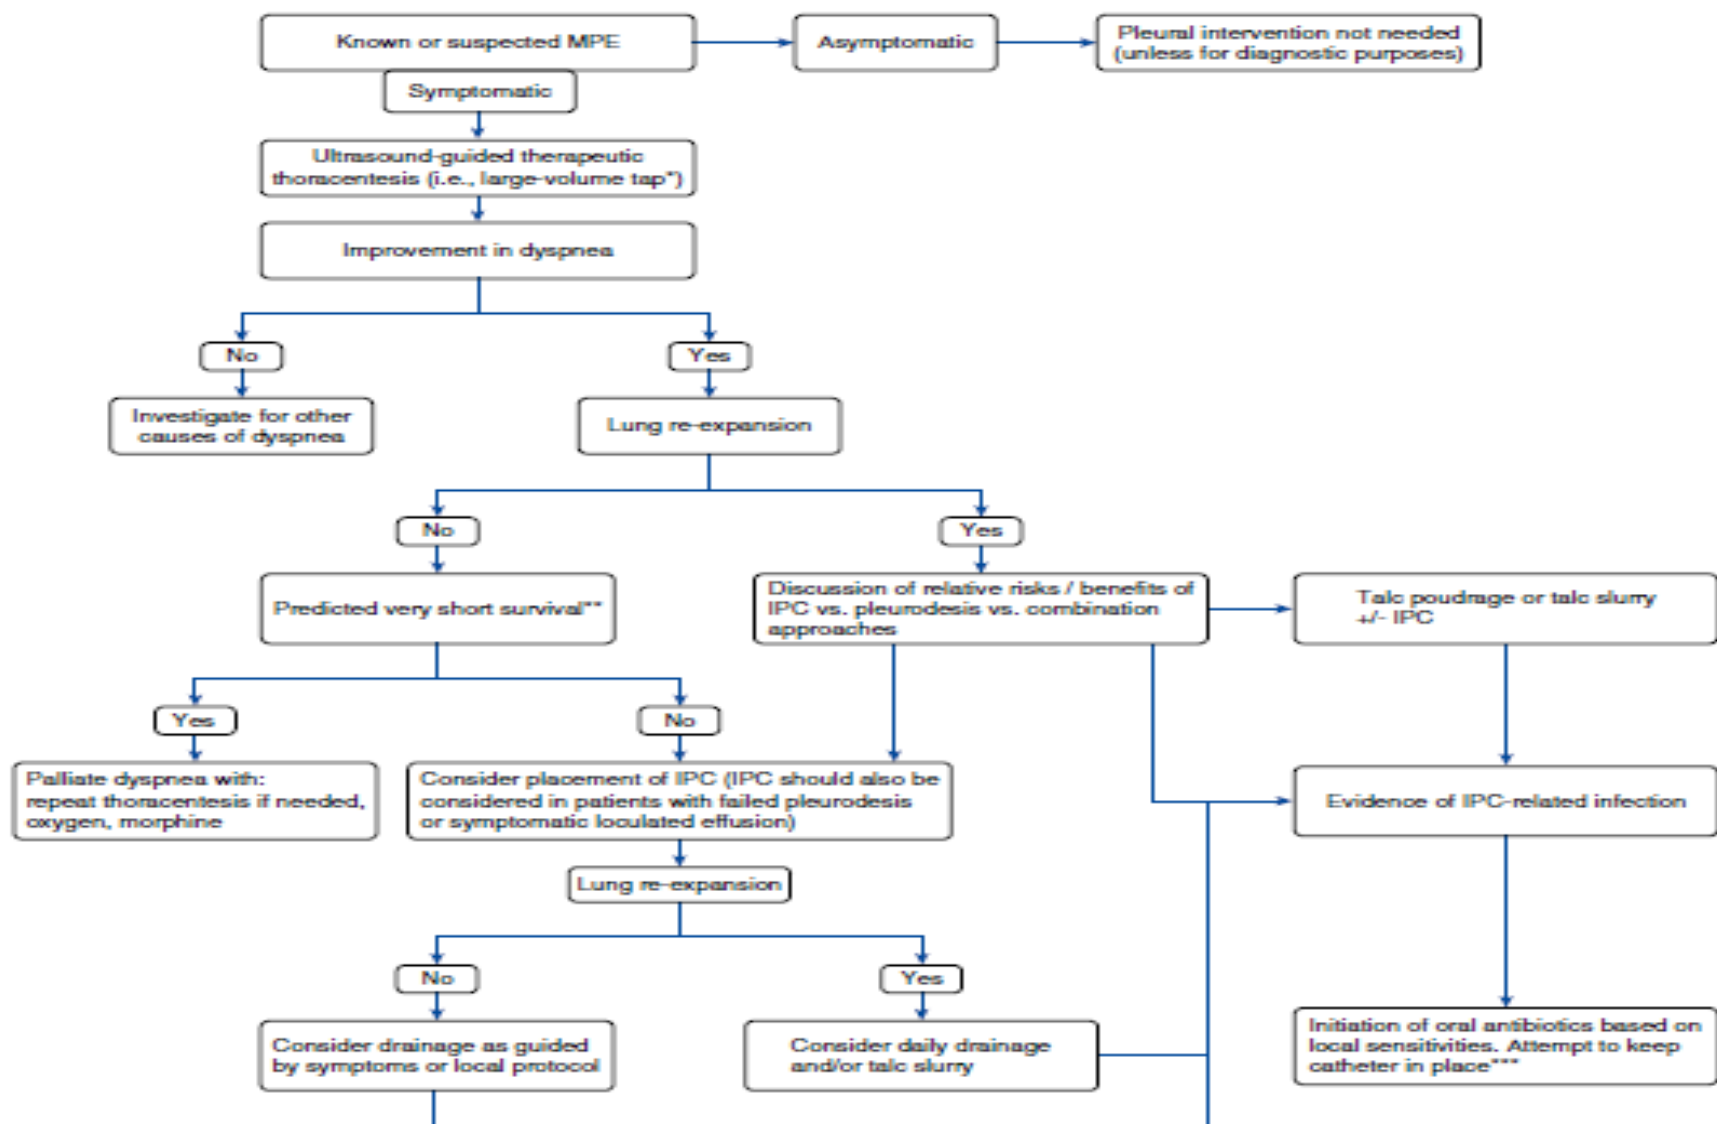 Known or suspected MPE
Asymptomatic
Pleural intervention not needed
(unless for diagnostic purposes)
Symptomatic
Ultrasound-guided therapeutic
thoracentesis (i.e., large-volume tap*)
Improvement in dyspnea
No
Yes
Investigate for other
causes of dyspnea
Lung re-expansion
No
Yes
Predicted very short survival**
Discussion of relative risks / benefits of
IPC vs. pleurodesis vs. combination
approaches
Talc poudrage or talc slurry
+/- IPC
Yes
No
Palliate dyspnea with:
repeat thoracentesis if needed,
oxygen, morphine
Consider placement of IPC (IPC should also be
considered in patients with failed pleurodesis
or symptomatic loculated effusion)
Evidence of IPC-related infection
Lung re-expansion
No
Yes
Consider drainage as guided
by symptoms or local protocol
Consider daily drainage
and/or talc slurry
Initiation of oral antibiotics based on
local sensitivities. Attempt to keep
catheter in place***